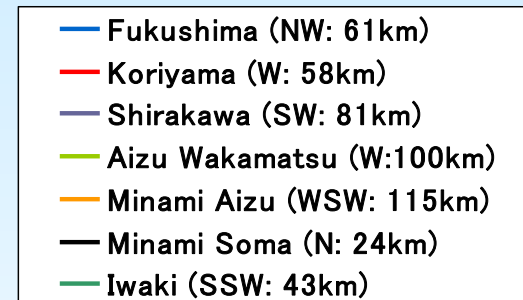 Fukushima (NW: 61km)
Koriyama (W: 58km)
Shirakawa (SW: 81km)
Aizu Wakamatsu (W:100km)
Minami Aizu (WSW: 115km)
Minami Soma (N: 24km)
Iwaki (SSW: 43km)